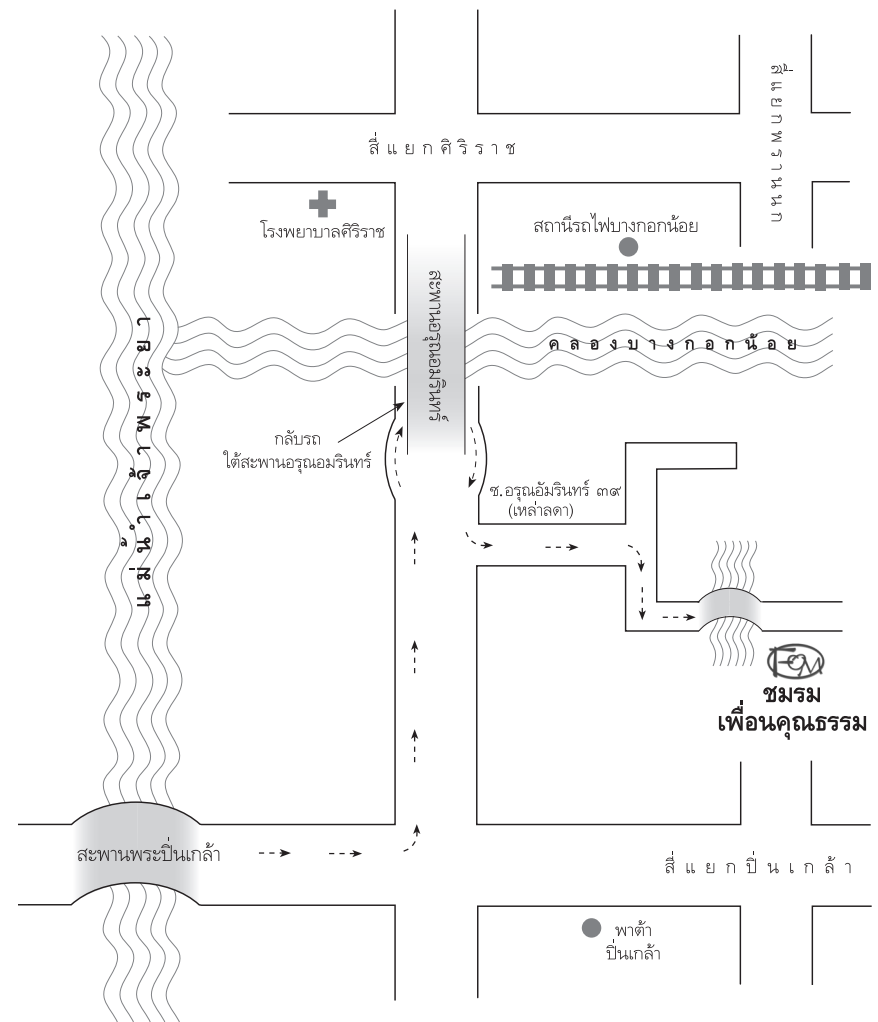 สี่แยกศิริราช
สี่แยกพรานนก
โรงพยาบาลศิริราช
สถานีรถไฟบางกอกน้อย
สะพานอรุณอมรินทร์
คลองบางกอกน้อย
แม่น้ำเจ้าพระยา
กลับรถ
ใต้สะพานอรุณอมรินทร์
ซ.อรุณอัมรินทร์ ๓๙
(เหล่าลดา)
FCM
ชมรม
เพื่อนคุณธรรม
สะพานพระปิ่นเกล้า
สี่แยกปิ่นเกล้า
พาต้า
ปิ่นเกล้า